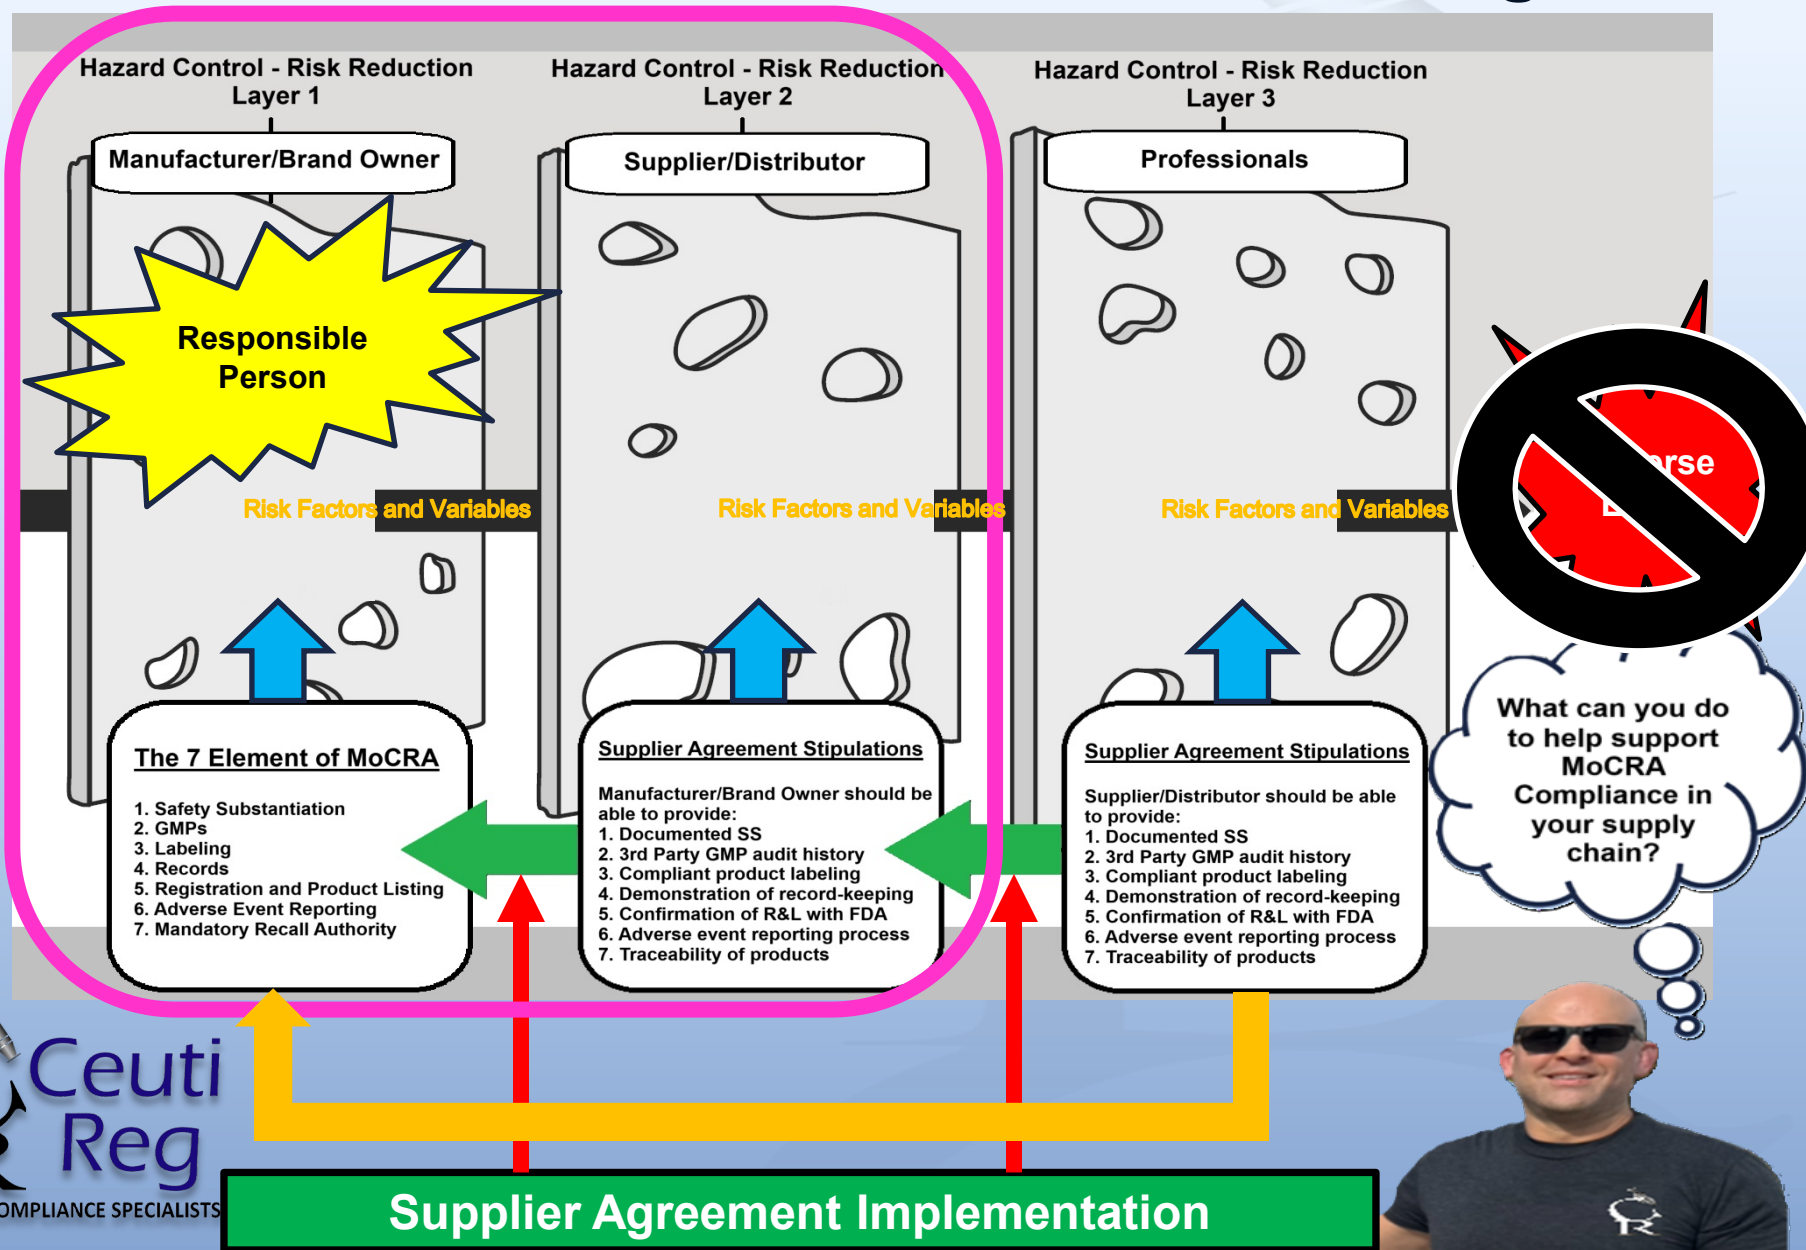 Hazard Control - Risk Reduction
Layer 1
Manufacturer/Brand Owner
Responsible
Person
Risk Factors and Variables
The 7 Element of MoCRA
1. Safety Substantiation
2. GMPs
3. Labeling
4. Records
5. Registration and Product Listing
6. Adverse Event Reporting
7. Mandatory Recall Authority
Hazard Control - Risk Reduction
Layer 2
Supplier/Distributor
Risk Factors and Variables
Supplier Agreement Stipulations
Manufacturer/Brand Owner should be
able to provide:
1. Documented SS
2. 3rd Party GMP audit history
3. Compliant product labeling
4. Demonstration of record-keeping
5. Confirmation of R&L with FDA
6. Adverse event reporting process
7. Traceability of products
Hazard Control - Risk Reduction
Layer 3
Professionals
Risk Factors and Variables
Supplier Agreement Stipulations
Supplier/Distributor should be able
to provide:
1. Documented SS
2. 3rd Party GMP audit history
3. Compliant product labeling
4. Demonstration of record-keeping
5. Confirmation of R&L with FDA
6. Adverse event reporting process
7. Traceability of products
What can you do
to help support
MoCRA
Compliance in
your supply
chain?
Ceuti
Reg
COMPLIANCE SPECIALISTS
Supplier Agreement Implementation